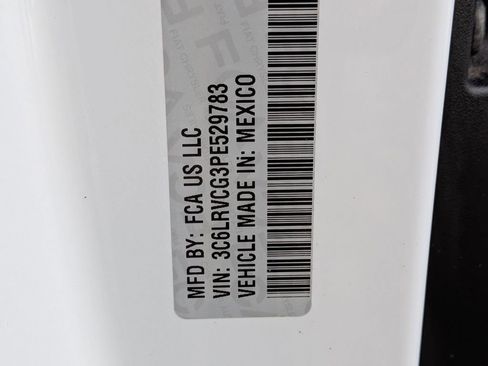 MFD BY: FCA US LLC
VIN: 3C6LRVCG3PE529783
VEHICLE MADE IN: MEXICO